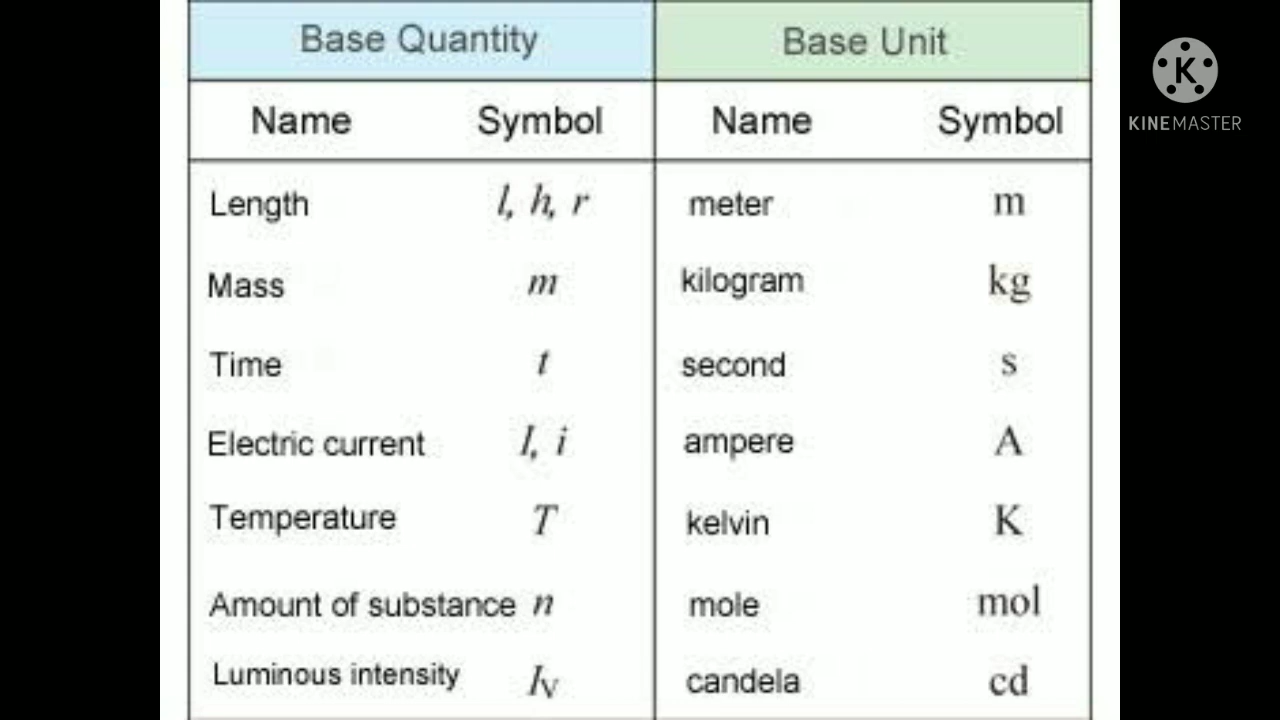 Base Quantity Base Unit
Name Symbol Name Symbol
Length l, h, r meter m
Mass m kilogram kg
Time t second s
Electric current I, i ampere A
Temperature T kelvin K
Amount of substance n mole mol
Luminous intensity Iv candela cd
K
KINEMASTER